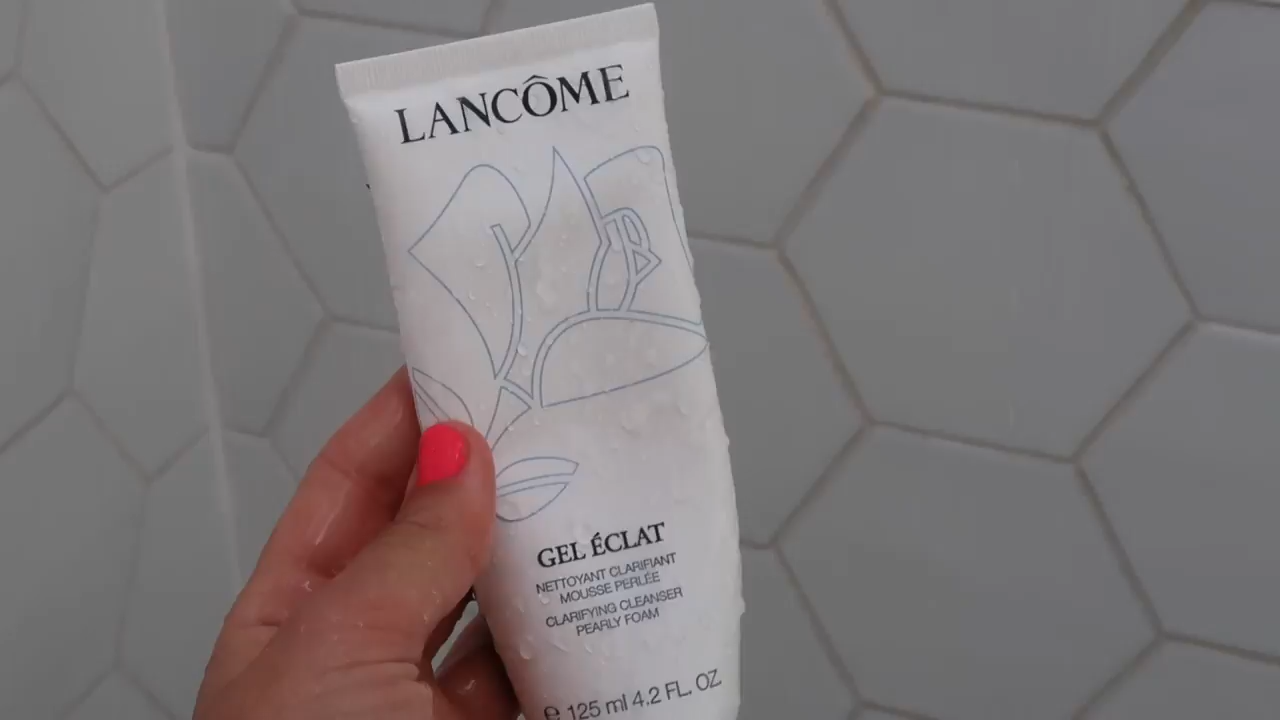 LANCÔME
GEL ÉCLAT
NETTOYANT CLARIFIANT
MOUSSE PERLÉE
CLARIFYING CLEANSER
PEARLY FOAM
℮ 125 ml 4.2 FL. OZ